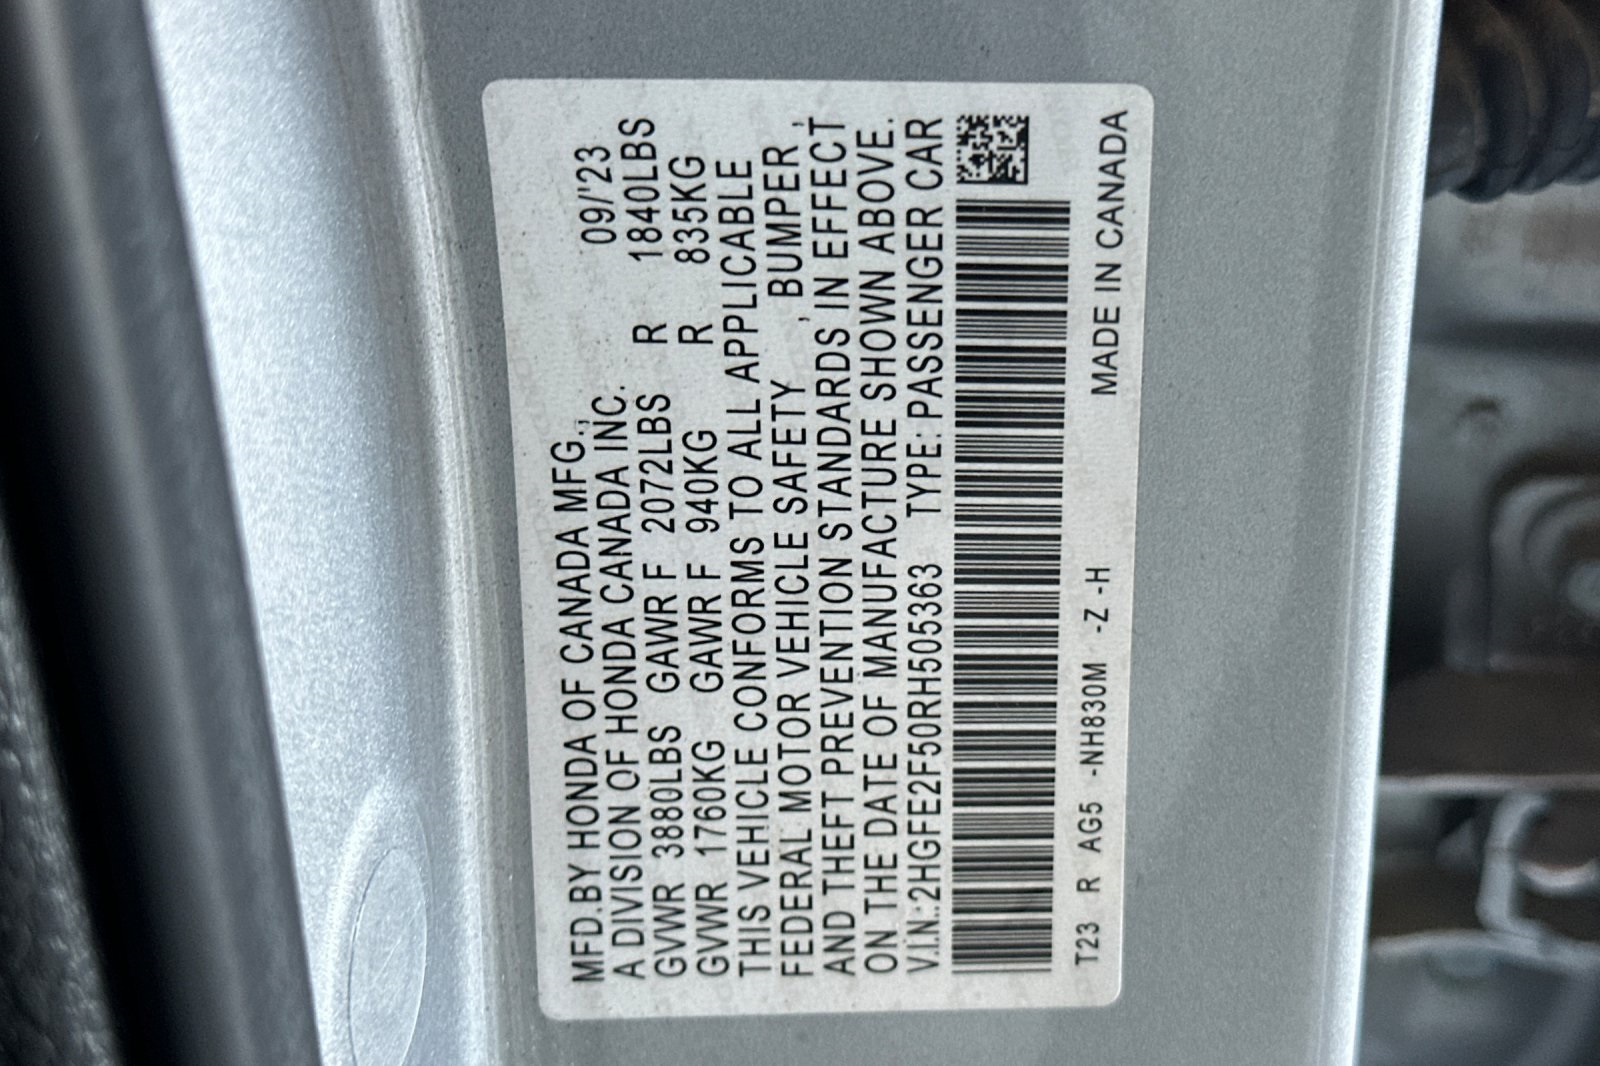 MFD.BY HONDA OF CANADA MFG.,
A DIVISION OF HONDA CANADA INC. 09/'23
GVWR 3880LBS GAWR F 2072LBS R 1840LBS
GVWR 1760KG GAWR F 940KG R 835KG
THIS VEHICLE CONFORMS TO ALL APPLICABLE
FEDERAL MOTOR VEHICLE SAFETY , BUMPER ,
AND THEFT PREVENTION STANDARDS IN EFFECT
ON THE DATE OF MANUFACTURE SHOWN ABOVE.
V.I.N.:2HGFE2F50RH505363 TYPE: PASSENGER CAR
T23 R AG5 -NH830M -Z -H MADE IN CANADA